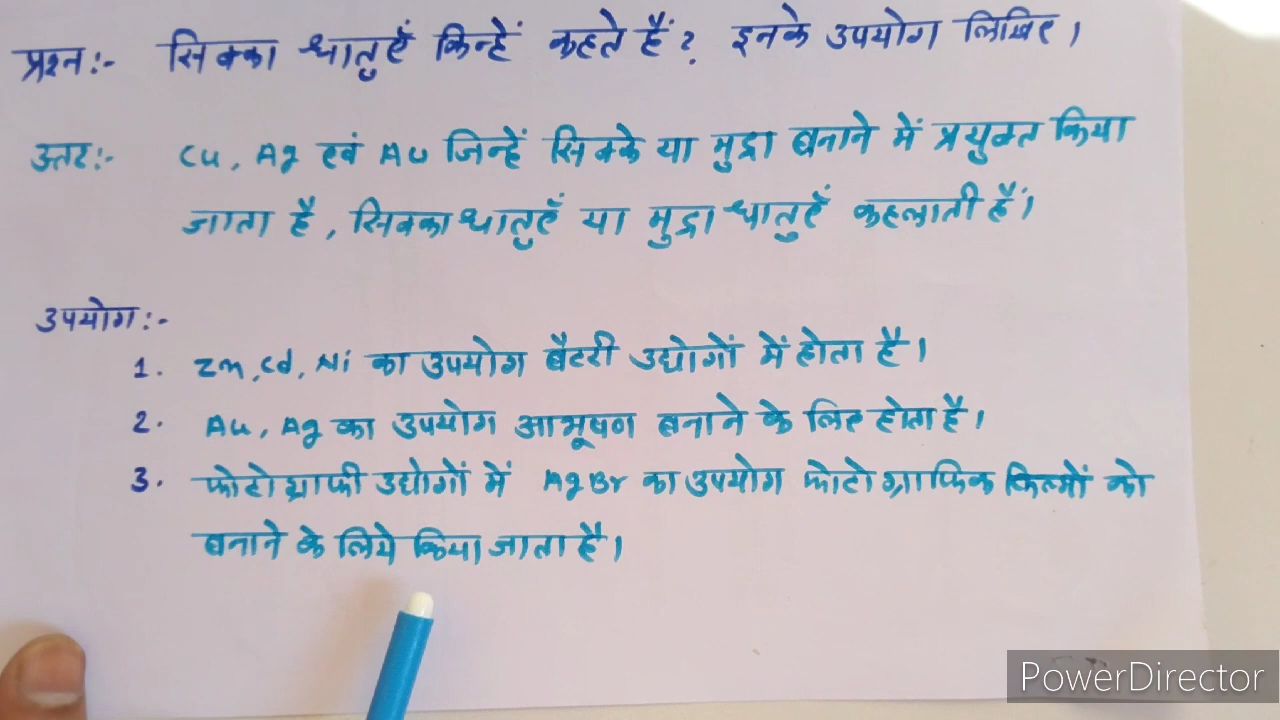 प्रश्न:- सिक्का धातुएँ किन्हें कहते हैं? इनके उपयोग लिखिए।
उत्तर:- Cu, Ag एवं Au जिन्हें सिक्के या मुद्रा बनाने में प्रयुक्त किया
जाता है, सिक्का धातुएँ या मुद्रा धातुएँ कहलाती हैं।
उपयोग:-
1. Zn, Cd, Ni का उपयोग बैटरी उद्योगों में होता है।
2. Au, Ag का उपयोग आभूषण बनाने के लिए होता है।
3. फोटोग्राफी उद्योगों में AgBr का उपयोग फोटोग्राफिक फिल्मों को
बनाने के लिये किया जाता है।
PowerDirector